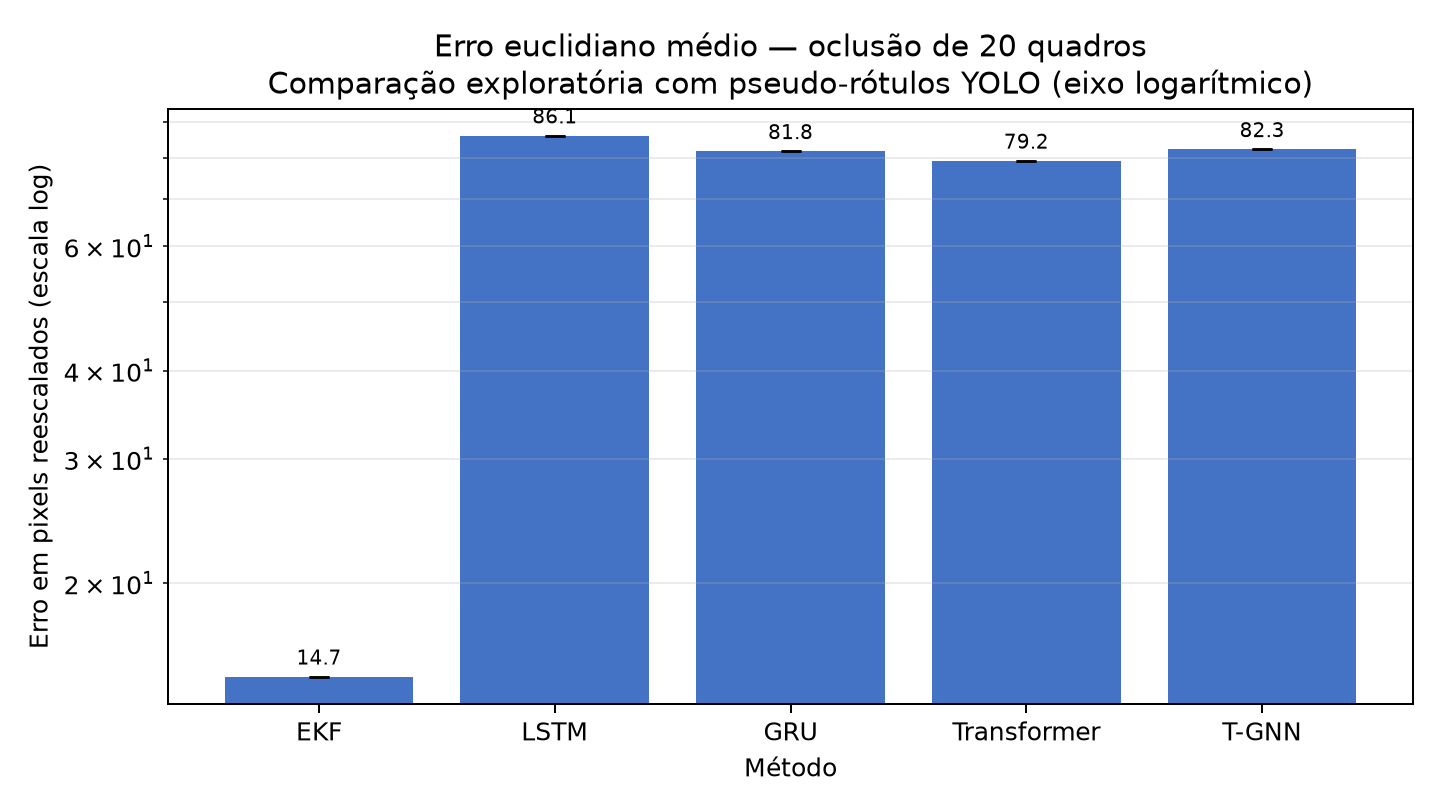 Erro euclidiano médio — oclusão de 20 quadros
Comparação exploratória com pseudo-rótulos YOLO (eixo logarítmico)
Erro em pixels reescalados (escala log)
6 × 10¹
4 × 10¹
3 × 10¹
2 × 10¹
14.7
86.1
81.8
79.2
82.3
EKF
LSTM
GRU
Transformer
T-GNN
Método